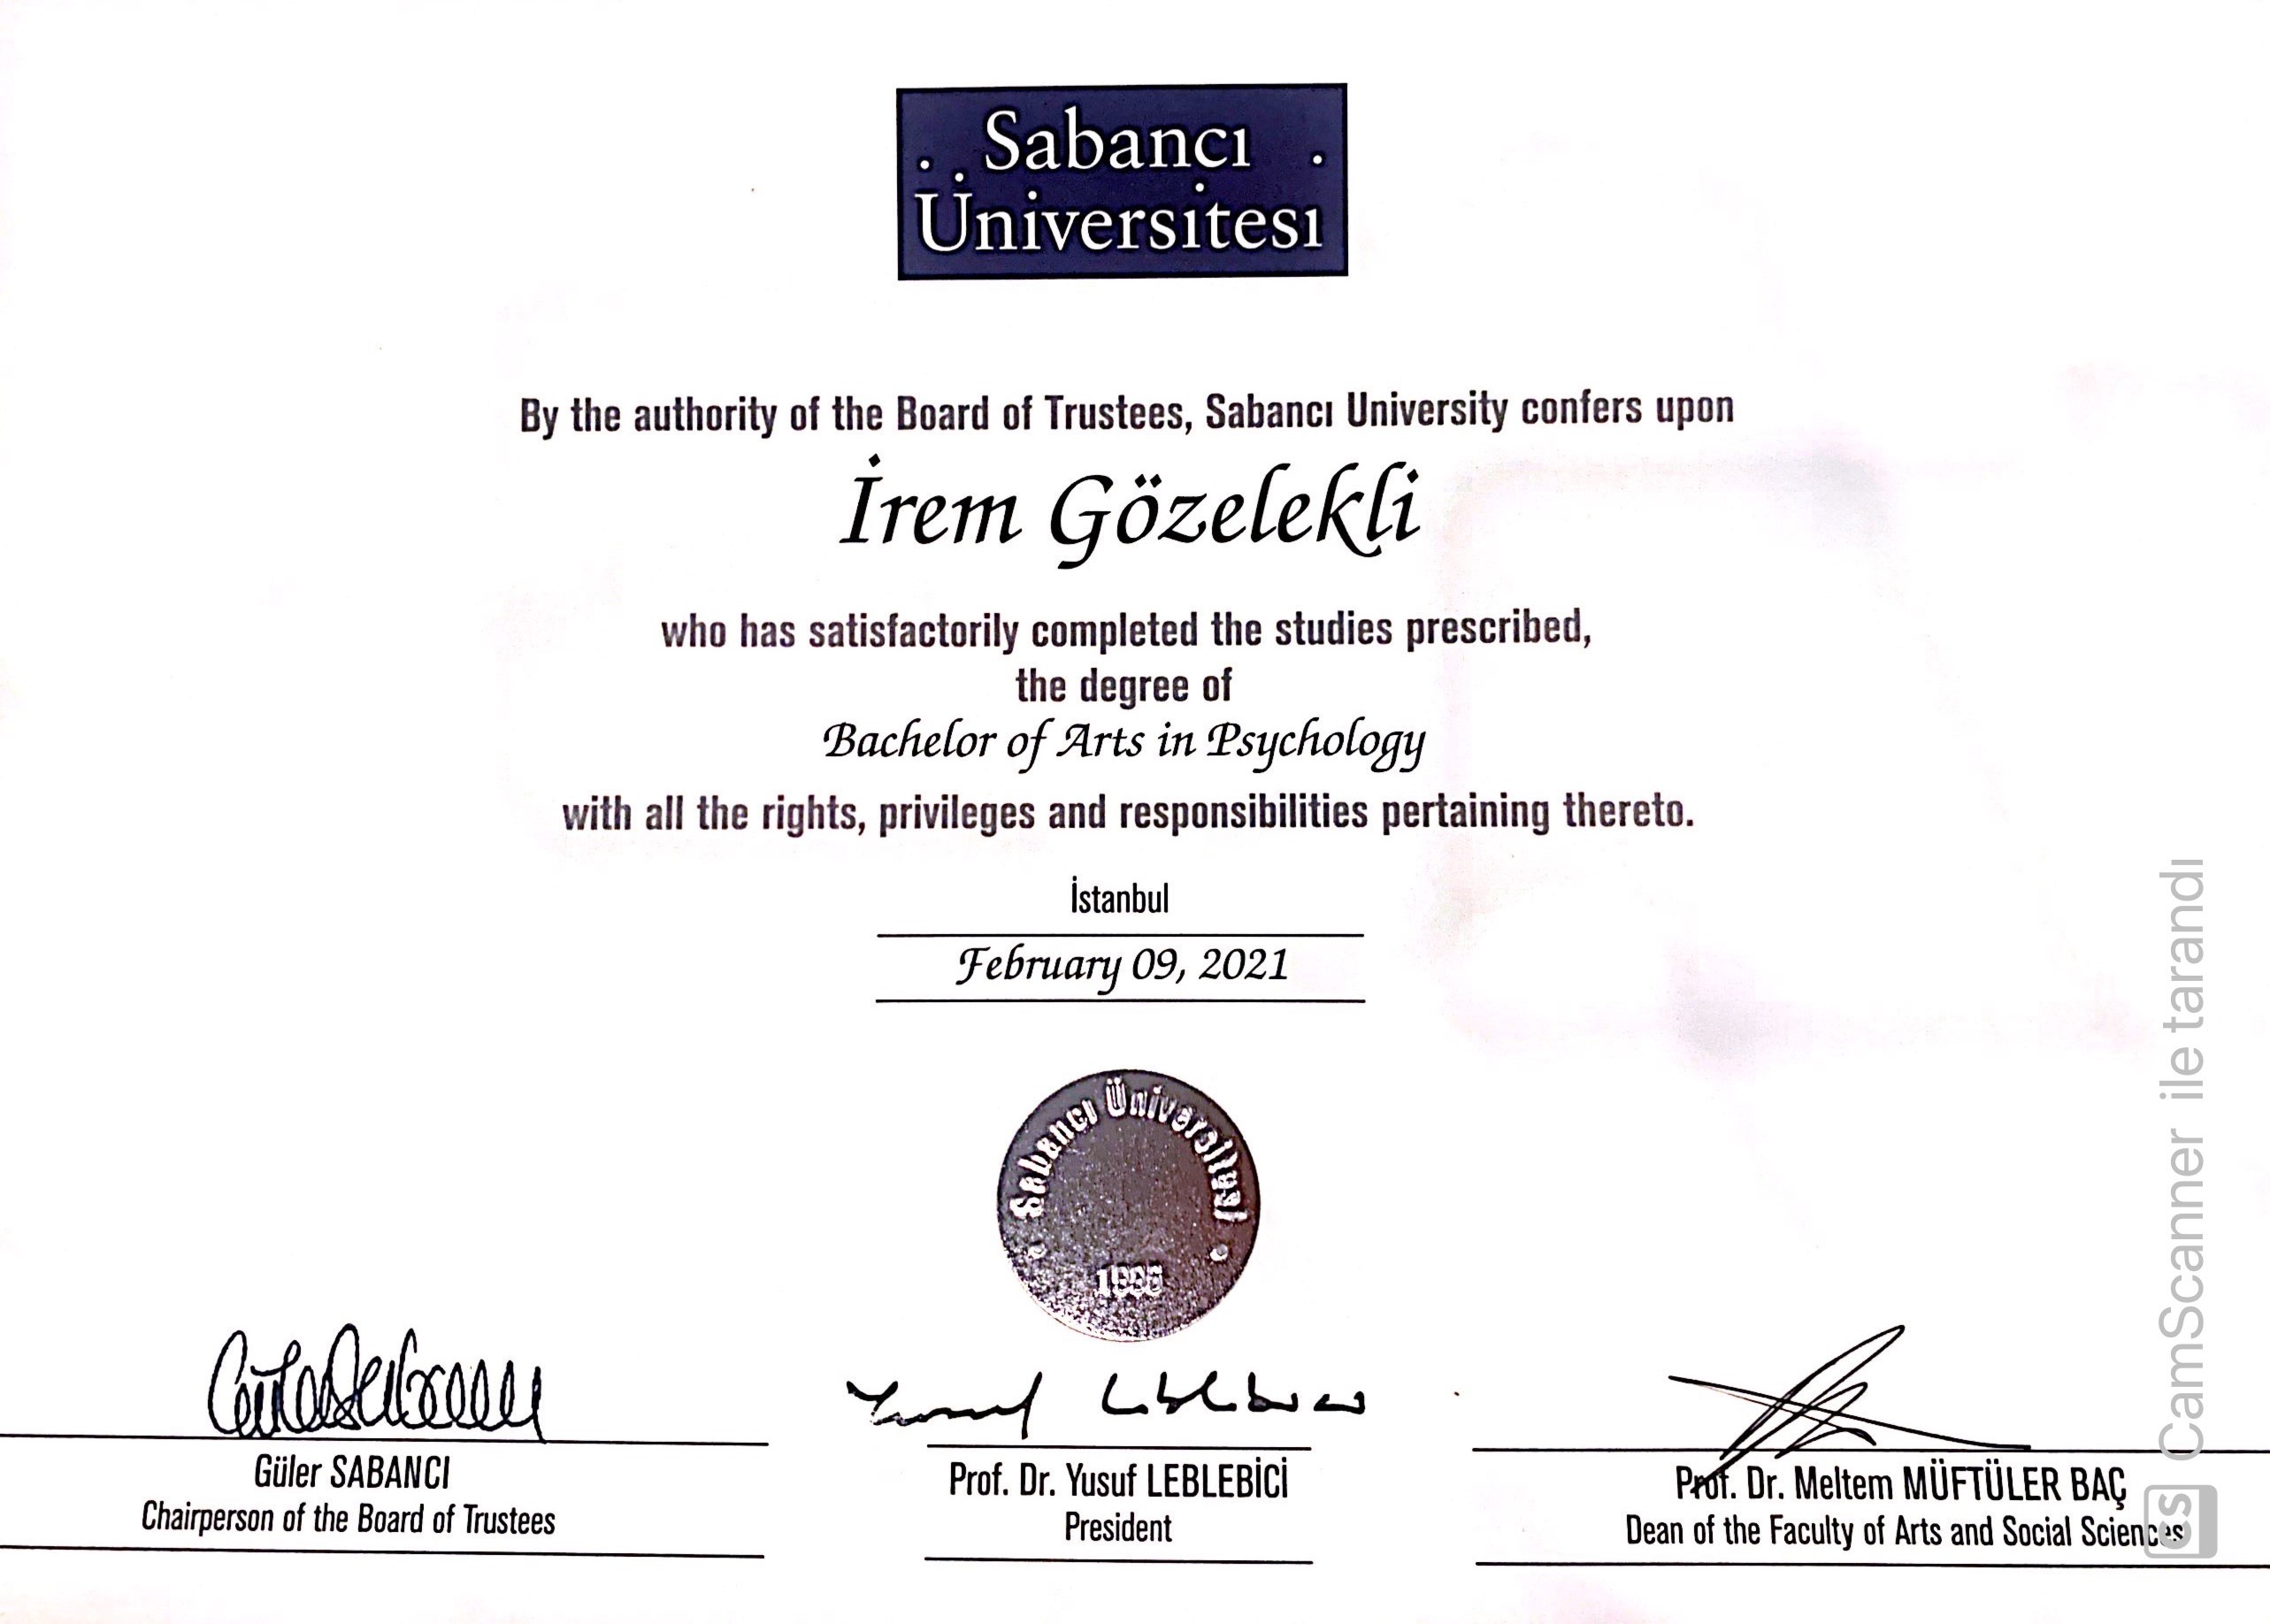 Sabancı
Üniversitesi
By the authority of the Board of Trustees, Sabancı University confers upon
İrem Gözelekli
who has satisfactorily completed the studies prescribed,
the degree of
Bachelor of Arts in Psychology
with all the rights, privileges and responsibilities pertaining thereto.
İstanbul
February 09, 2021
Sabancı Üniversitesi
Güler SABANCI
Chairperson of the Board of Trustees
Prof. Dr. Yusuf LEBLEBİCİ
President
Prof. Dr. Meltem MÜFTÜLER BAÇ
Dean of the Faculty of Arts and Social Sciences
CS CamScanner ile tarandı